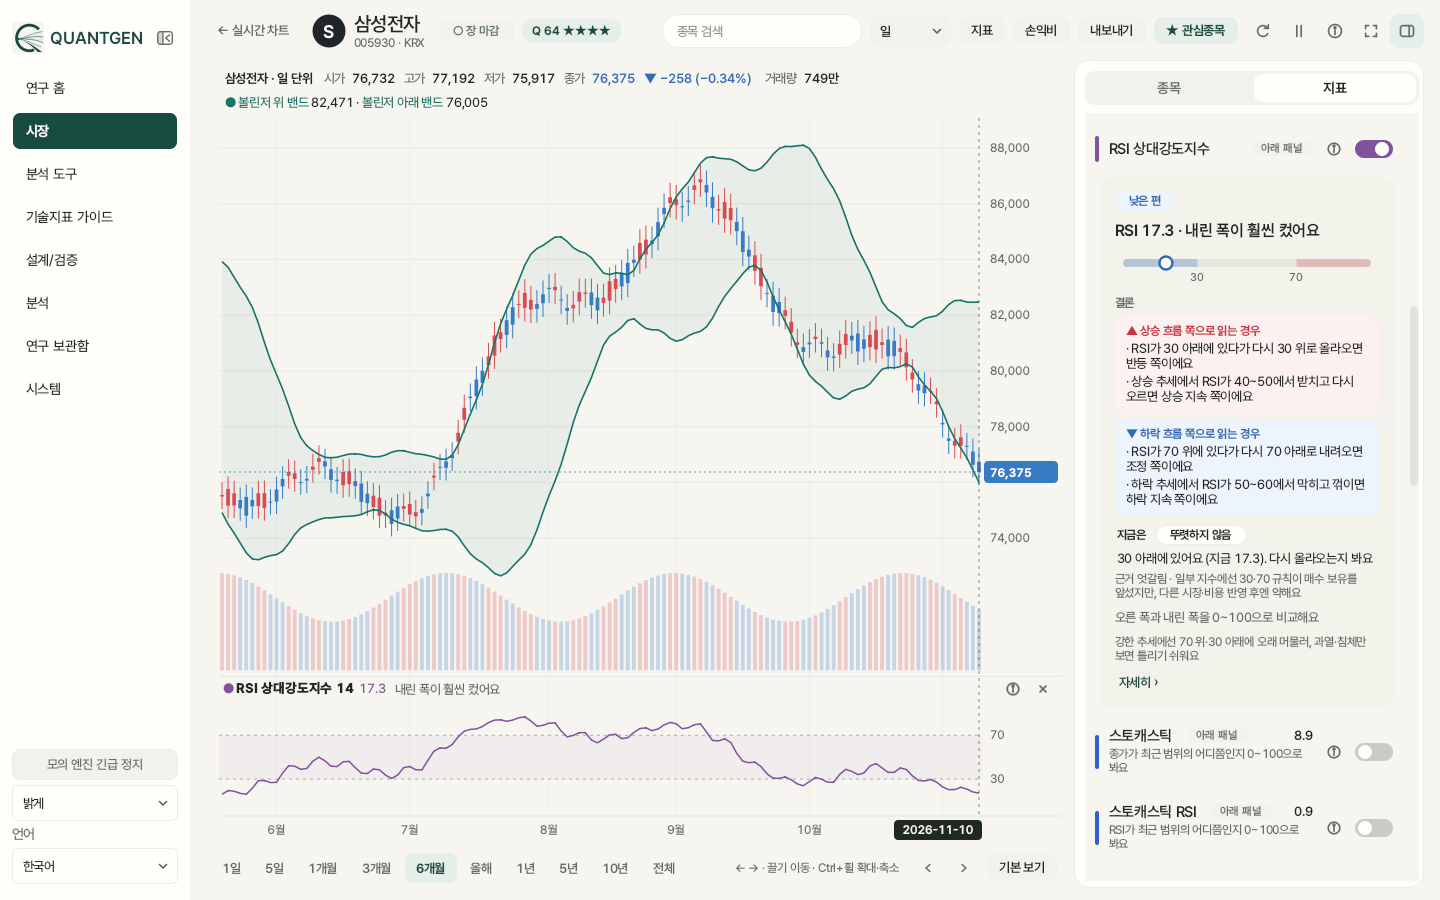 QUANTGEN
연구 홈
시장
분석 도구
기술지표 가이드
설계/검증
분석
연구 보관함
시스템
모의 엔진 긴급 정지
밝게
언어
한국어
← 실시간 차트
S
삼성전자
005930 · KRX
장 마감
Q 64 ★★★★
종목 검색
일
지표
손익비
내보내기
★ 관심종목
삼성전자 · 일 단위 시가 76,732 고가 77,192 저가 75,917 종가 76,375 ▼ −258 (−0.34%) 거래량 749만
볼린저 위 밴드 82,471 · 볼린저 아래 밴드 76,005
88,000
86,000
84,000
82,000
80,000
78,000
76,375
74,000
RSI 상대강도지수 14 17.3 내린 폭이 훨씬 컸어요
70
30
6월 7월 8월 9월 10월 2026-11-10
1일 5일 1개월 3개월 6개월 올해 1년 5년 10년 전체
← → · 끌기 이동 · Ctrl+휠 확대·축소
기본 보기
종목 지표
RSI 상대강도지수 아래 패널
낮은 편
RSI 17.3 · 내린 폭이 훨씬 컸어요
30 70
결론
▲ 상승 흐름 쪽으로 읽는 경우
· RSI가 30 아래에 있다가 다시 30 위로 올라오면
반등 쪽이에요
· 상승 추세에서 RSI가 40~50에서 받치고 다시
오르면 상승 지속 쪽이에요
▼ 하락 흐름 쪽으로 읽는 경우
· RSI가 70 위에 있다가 다시 70 아래로 내려오면
조정 쪽이에요
· 하락 추세에서 RSI가 50~60에서 막히고 꺾이면
하락 지속 쪽이에요
지금은 뚜렷하지 않음
30 아래에 있어요 (지금 17.3). 다시 올라오는지 봐요
근거 엇갈림 · 일부 지수에선 30·70 규칙이 매수 보유를
앞섰지만, 다른 시장·비용 반영 후엔 약해요
오른 폭과 내린 폭을 0~100으로 비교해요
강한 추세에선 70 위·30 아래에 오래 머물러, 과열·침체만
보면 틀리기 쉬워요
자세히 ›
스토캐스틱 아래 패널 8.9
종가가 최근 범위의 어디쯤인지 0~100으로
봐요
스토캐스틱 RSI 아래 패널 0.9
RSI가 최근 범위의 어디쯤인지 0~100으로
봐요